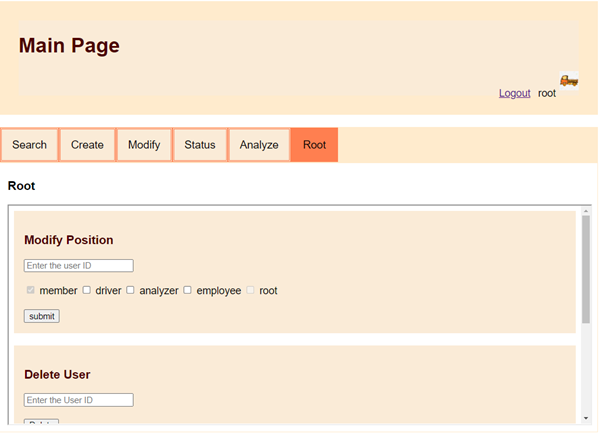 Main Page
Logout root
Search Create Modify Status Analyze Root
Root
Modify Position
Enter the user ID
member driver analyzer employee root
submit
Delete User
Enter the User ID